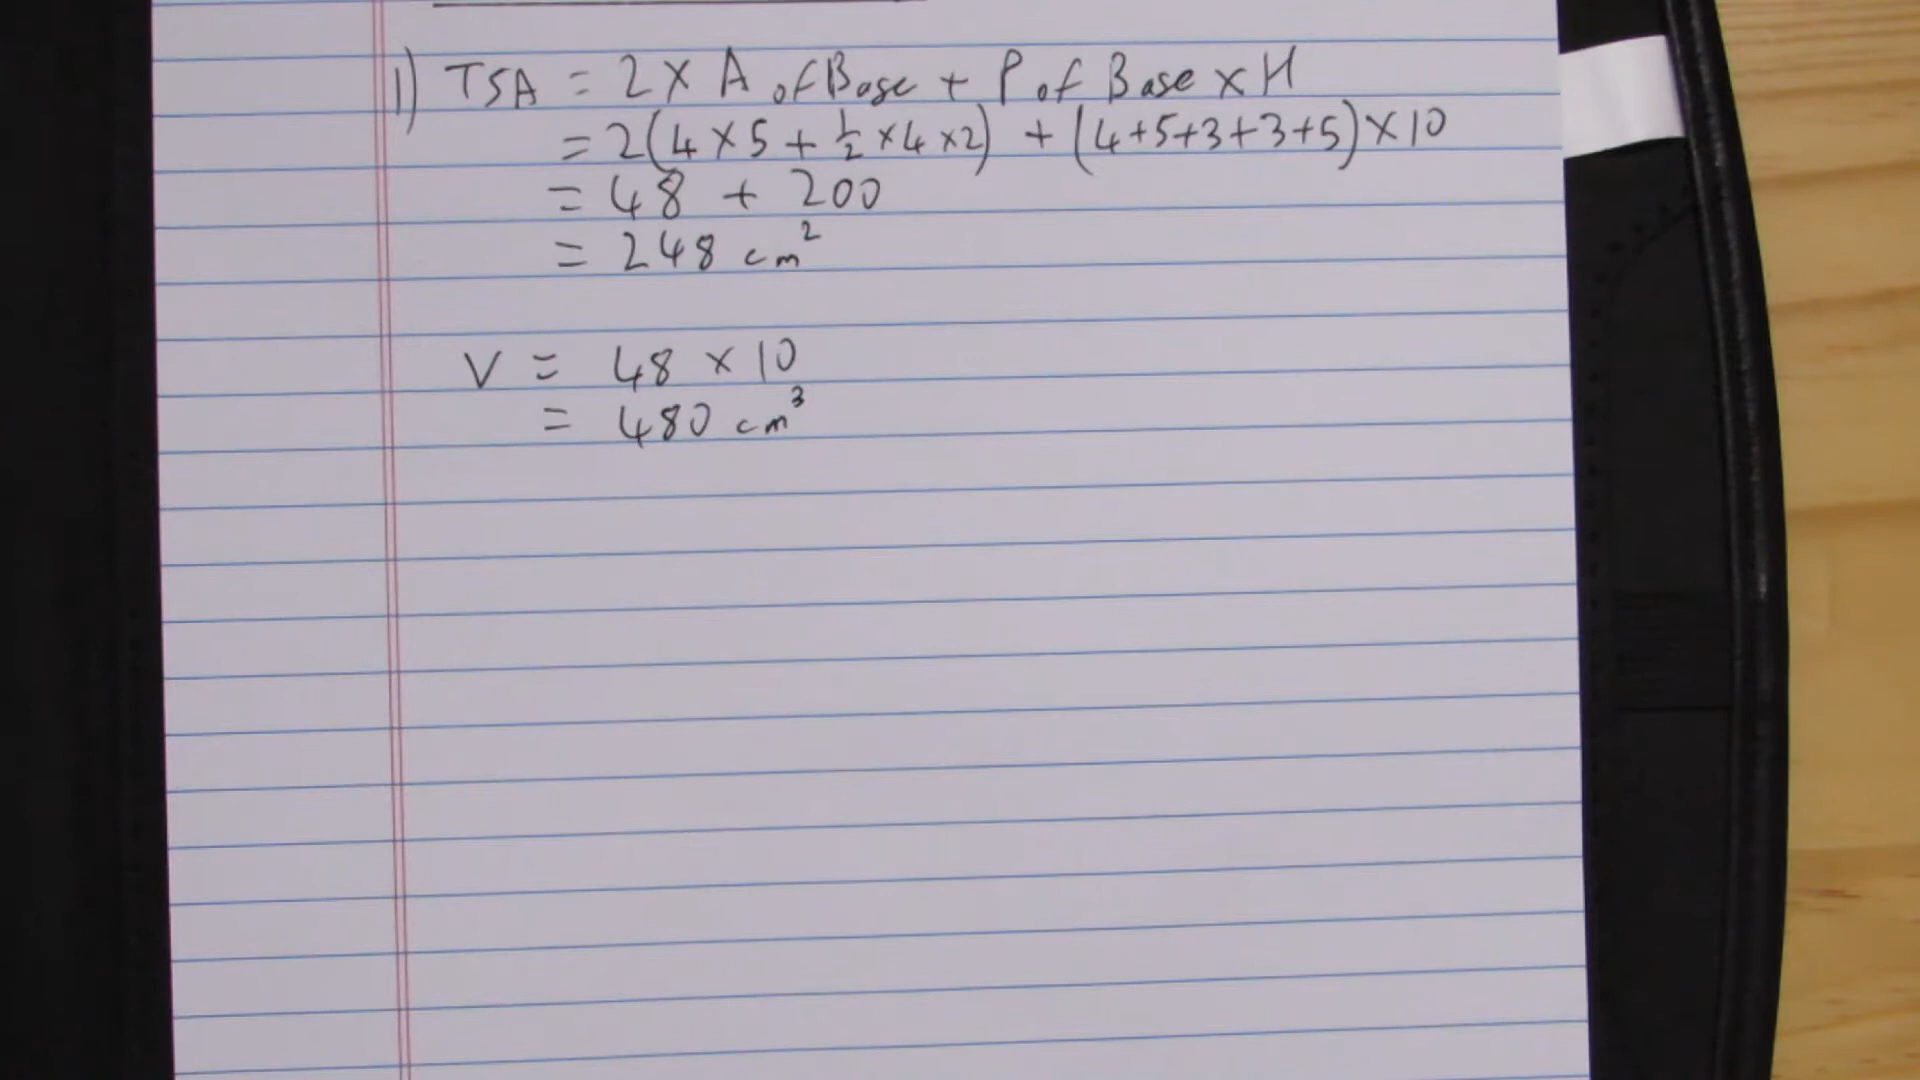 1) TSA = 2 × A of Base + P of Base × H
= 2(4 × 5 + ½ × 4 × 2) + (4+5+3+3+5) × 10
= 48 + 200
= 248 cm²
V = 48 × 10
= 480 cm³